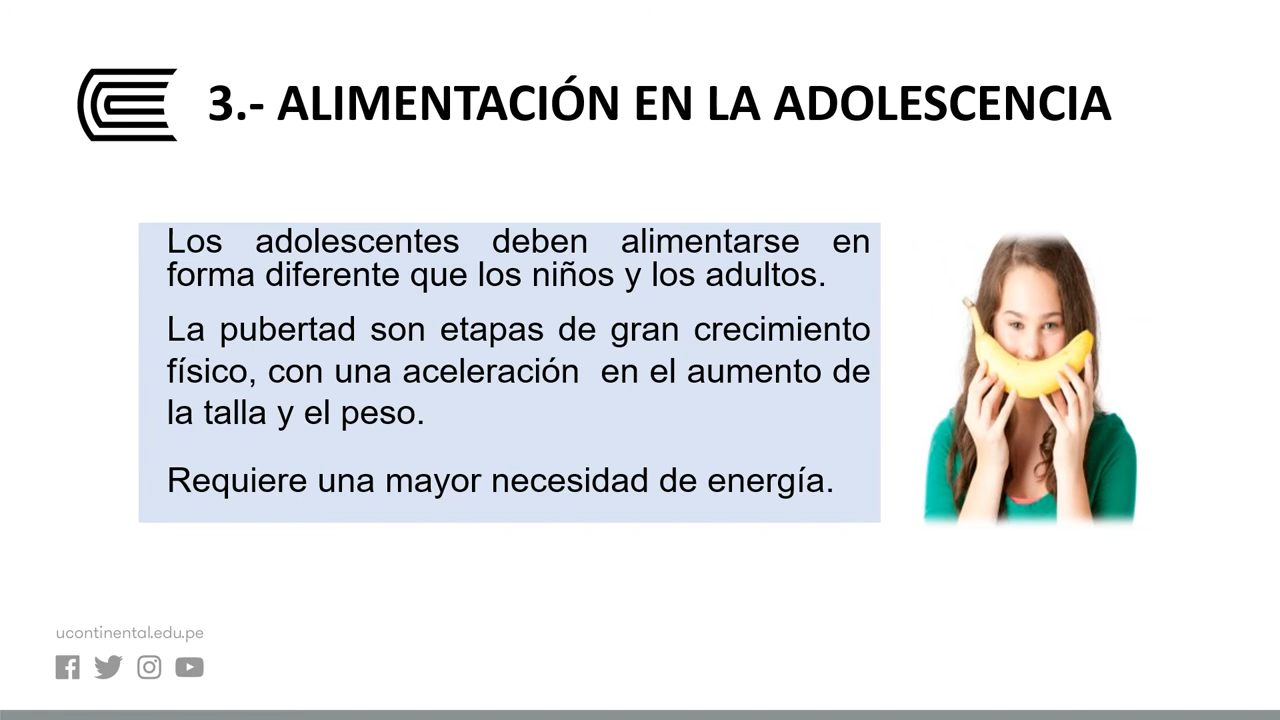 3.- ALIMENTACIÓN EN LA ADOLESCENCIA
Los adolescentes deben alimentarse en
forma diferente que los niños y los adultos.
La pubertad son etapas de gran crecimiento
físico, con una aceleración en el aumento de
la talla y el peso.
Requiere una mayor necesidad de energía.
ucontinental.edu.pe